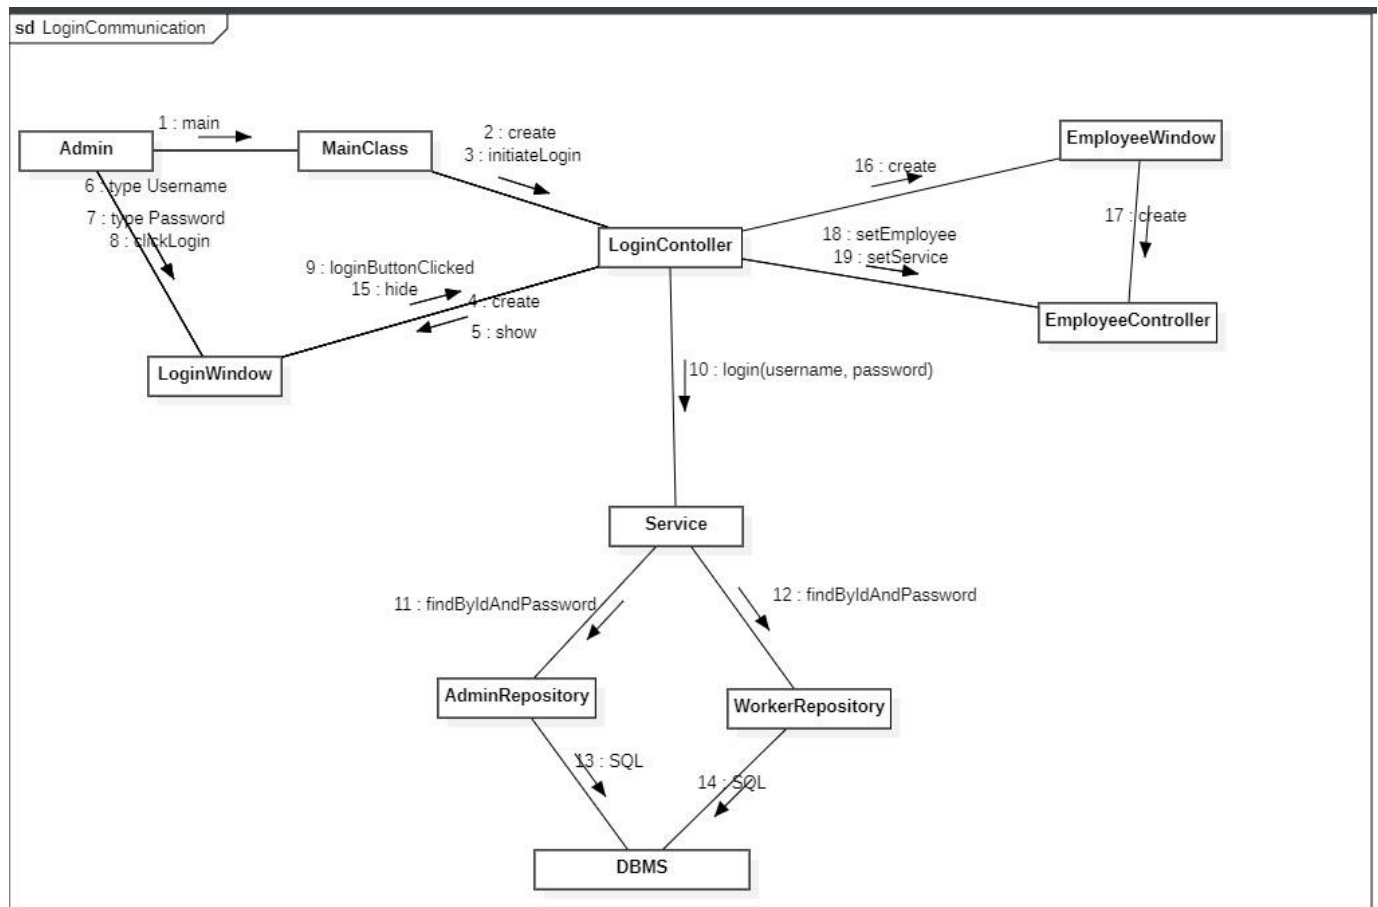 sd LoginCommunication
1 : main
Admin
MainClass
2 : create
3 : initiateLogin
EmployeeWindow
16 : create
6 : type Username
7 : type Password
8 : clickLogin
17 : create
LoginContoller
18 : setEmployee
19 : setService
9 : loginButtonClicked
15 : hide
4 : create
5 : show
EmployeeController
LoginWindow
10 : login(username, password)
Service
11 : findByIdAndPassword
12 : findByIdAndPassword
AdminRepository
WorkerRepository
13 : SQL
14 : SQL
DBMS